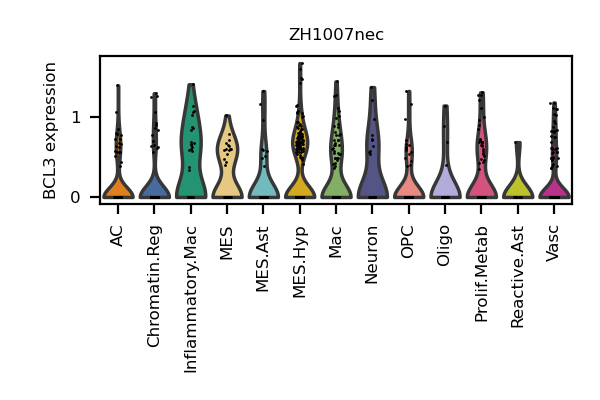 ZH1007nec
BCL3 expression
1
0
AC
Chromatin.Reg
Inflammatory.Mac
MES
MES.Ast
MES.Hyp
Mac
Neuron
OPC
Oligo
Prolif.Metab
Reactive.Ast
Vasc